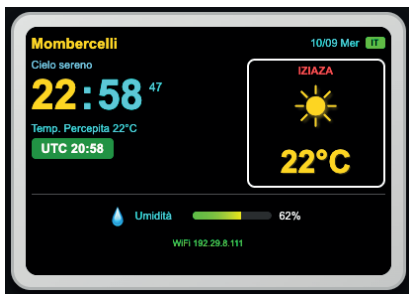 Mombercelli
10/09 Mer IT
Cielo sereno
22:58 47
Temp. Percepita 22°C
UTC 20:58
IZIAZA
22°C
Umidità 62%
WiFi 192.29.8.111